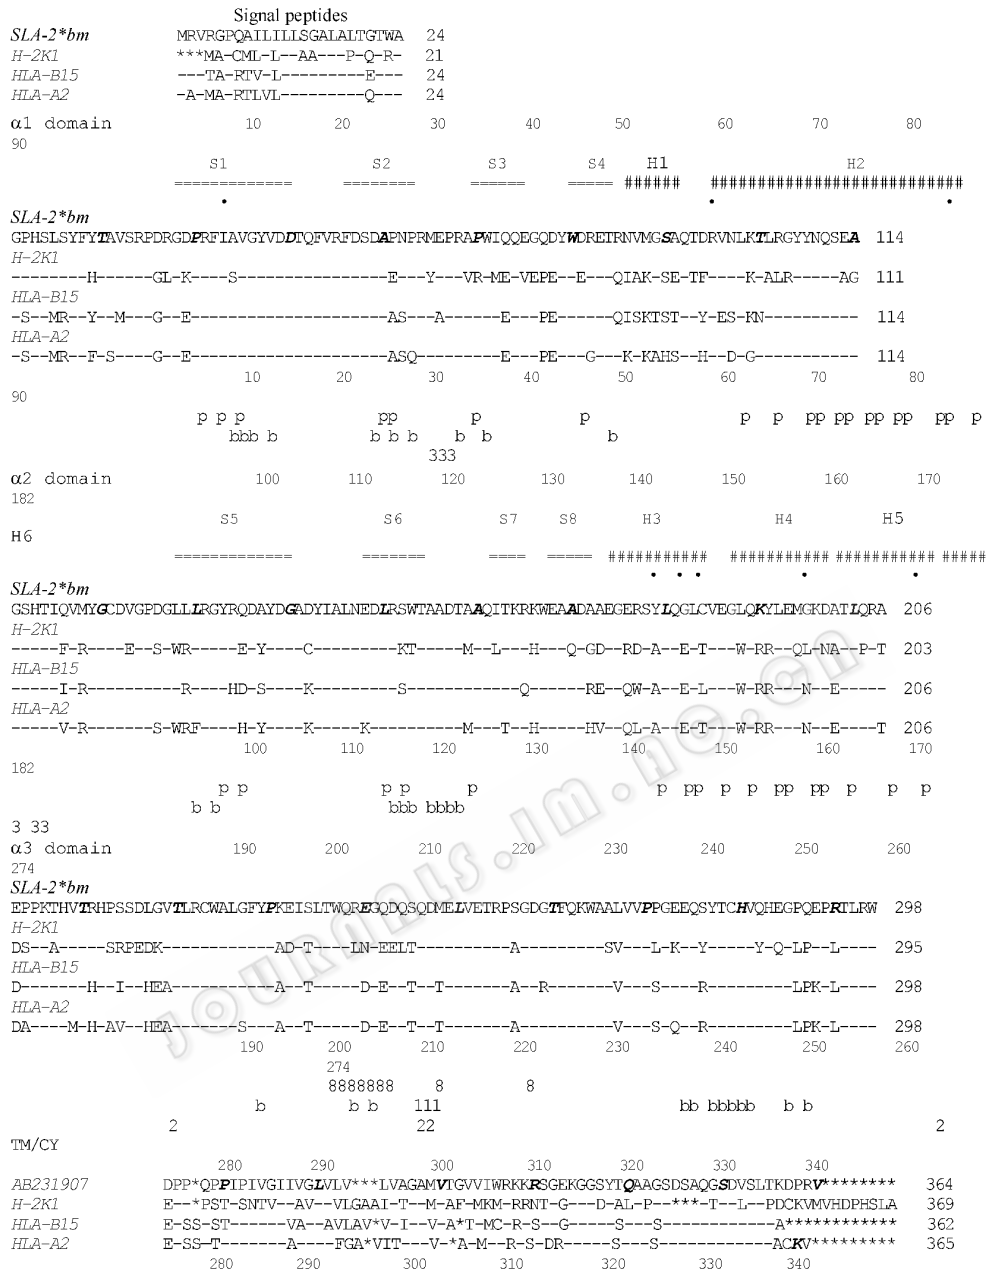 Signal peptides
SLA-2*bm MRVRGPQAILILLSGALALTGTWA 24
H-2K1 ***MA-CML-L--AA---P-Q-R- 21
HLA-B15 ---TA-RTV-L---------E--- 24
HLA-A2 -A-MA-RTLVL---------Q--- 24
α1 domain 10 20 30 40 50 60 70 80
90
S1 S2 S3 S4 H1 H2
============= ======== ====== ===== ###### ###########################
• • •
SLA-2*bm
GPHSLSYFYTAVSRPDRGDPRFIAVGYVDDTQFVRFDSDAPNPRMEPRAPWIQQEGQDYWDRETRNVMGSAQTDRVNLKTLRGYYNQSEA 114
H-2K1
--------H------GL-K----S----------------E---Y---VR-ME-VEPE--E---QIAK-SE-TF----K-ALR-----AG 111
HLA-B15
-S--MR--Y--M---G--E---------------------AS---A------E---PE------QISKTST--Y-ES-KN---------- 114
HLA-A2
-S--MR--F-S----G--E---------------------ASQ---------E---PE---G---K-KAHS--H--D-G----------- 114
10 20 30 40 50 60 70 80
90
p p p pp p p p p pp pp pp pp pp p
bbb b b b b b b b
333
α2 domain 100 110 120 130 140 150 160 170
182
S5 S6 S7 S8 H3 H4 H5
H6
============= ======= ==== ===== ########### ########### ########### #####
• • • • •
SLA-2*bm
GSHTIQVMYGCDVGPDGLLLRGYRQDAYDGADYIALNEDLRSWTAADTAAQITKRKWEAADAAEGERSYLQGLCVEGLQKYLEMGKDATLQRA 206
H-2K1
-----F-R----E--S-WR-----E-Y----C---------KT-----M--L---H---Q-GD--RD-A--E-T---W-RR--QL-NA--P-T 203
HLA-B15
-----I-R----------R----HD-S----K---------S------------Q------RE--QW-A--E-L---W-RR---N--E----- 206
HLA-A2
-----V-R-------S-WRF----H-Y----K-----K----------M---T--H-----HV--QL-A--E-T---W-RR---N--E----T 206
100 110 120 130 140 150 160 170
182
p p p p p p pp p p pp pp p p p
b b bbb bbbb
3 33
α3 domain 190 200 210 220 230 240 250 260
274
SLA-2*bm
EPPKTHVTRHPSSDLGVTLRCWALGFYPKEISLTWQREGQDQSQDMELVETRPSGDGTFQKWAALVVPPGEEQSYTCHVQHEGPQEPRTLRW 298
H-2K1
DS--A-----SRPEDK------------AD-T----LN-EELT----------A---------SV---L--K--Y-----Y-Q-LP--L--- 295
HLA-B15
D-------H--I--HEA-----------A--T-----D-E--T--T-------A--R-------V---S----R---------LPK-L---- 298
HLA-A2
DA----M-H-AV--HEA-------S---A--T-----D-E--T--T-------A----------V---S-Q--R---------LPK-L---- 298
190 200 210 220 230 240 250 260
274
8888888 8 8
b b b 111 bb bbbbb b b
2 22 2
TM/CY
280 290 300 310 320 330 340
AB231907 DPP*QPPIPIVGIIVGLVLV***LVAGAMVTGVVIWRKKRSGEKGGSYTQAAGSDSAQGSDVSLTKDPRV******** 364
H-2K1 E--*-PST-SNTV--AV--VLGAAI-T--M-AF-MKM-RRNT-G----D-ALP--***-T--L---PDCKVMVHDPHSLA 369
HLA-B15 E-SS-ST-------VA--AVLAV*V-I--V-A*T-MC-R-S--G----D----S-----S------------A************ 362
HLA-A2 E-SS-T-------A-----FGA*VIT---V---A-M--R-S-DR---------S-----S------------VCKV********* 365
280 290 300 310 320 330 340
JOURNALS.IM.AC.CN